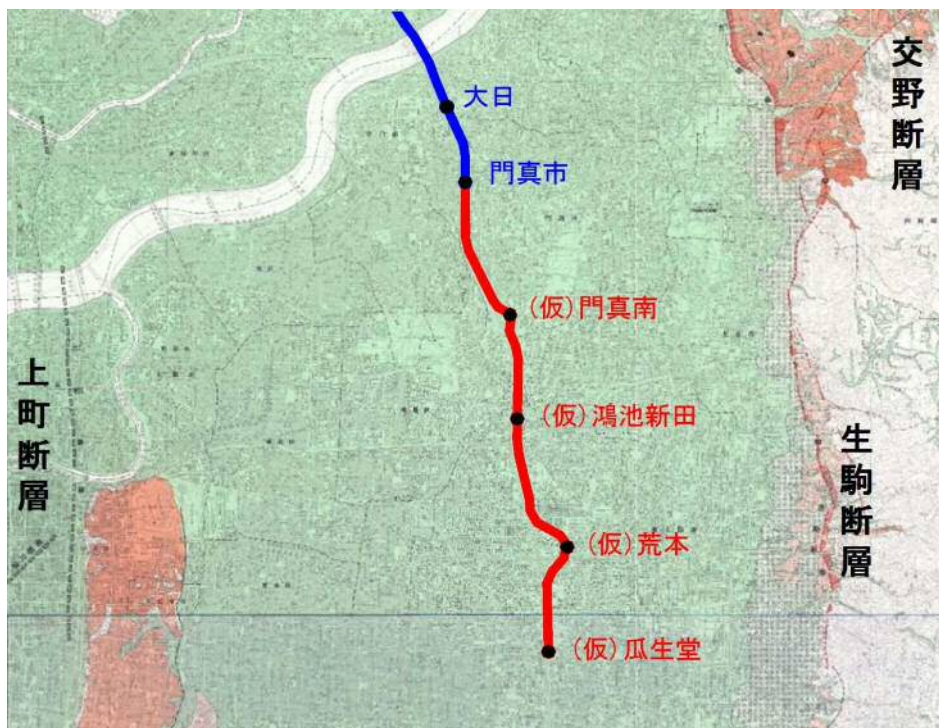 大日
門真市
(仮)門真南
(仮)鴻池新田
(仮)荒本
(仮)瓜生堂
上町断層
交野断層
生駒断層